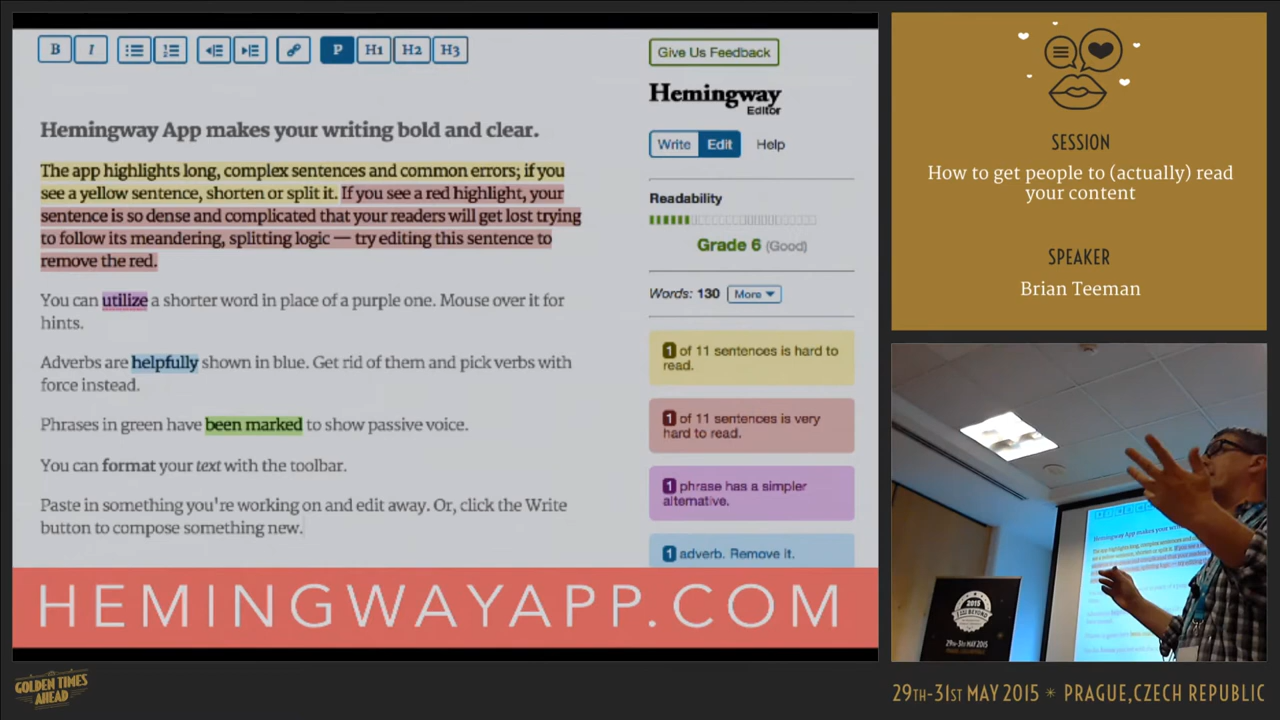 B I P H1 H2 H3
Hemingway App makes your writing bold and clear.
The app highlights long, complex sentences and common errors; if you
see a yellow sentence, shorten or split it. If you see a red highlight, your
sentence is so dense and complicated that your readers will get lost trying
to follow its meandering, splitting logic — try editing this sentence to
remove the red.
You can utilize a shorter word in place of a purple one. Mouse over it for
hints.
Adverbs are helpfully shown in blue. Get rid of them and pick verbs with
force instead.
Phrases in green have been marked to show passive voice.
You can format your text with the toolbar.
Paste in something you're working on and edit away. Or, click the Write
button to compose something new.
Give Us Feedback
Hemingway
Editor
Write Edit Help
Readability
Grade 6 (Good)
Words: 130 More
1 of 11 sentences is hard to
read.
1 of 11 sentences is very
hard to read.
1 phrase has a simpler
alternative.
1 adverb. Remove it.
HEMINGWAYAPP.COM
SESSION
How to get people to (actually) read
your content
SPEAKER
Brian Teeman
Hemingway App makes your
2015
29th-31st MAY 2015
GOLDEN TIMES
AHEAD
29TH-31ST MAY 2015 * PRAGUE,CZECH REPUBLIC